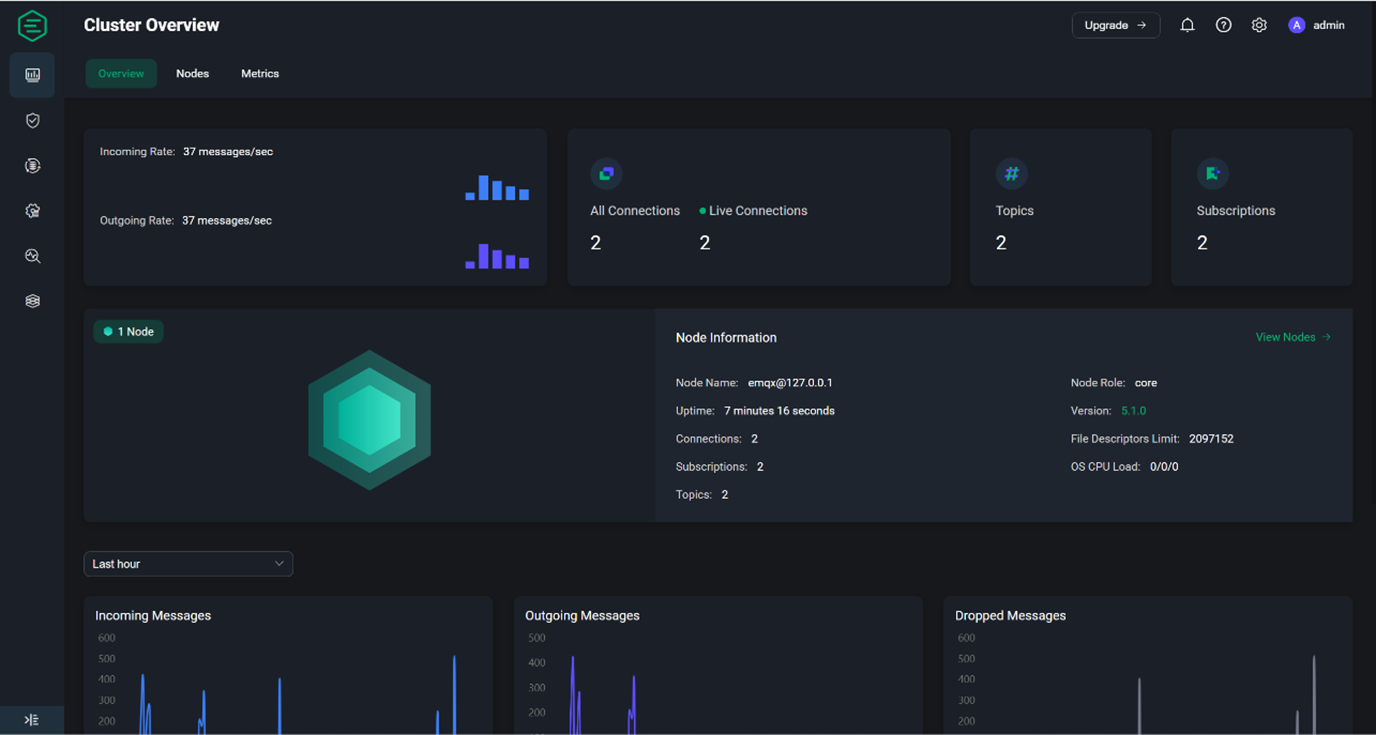 Cluster Overview
Upgrade →
A admin
Overview Nodes Metrics
Incoming Rate: 37 messages/sec
Outgoing Rate: 37 messages/sec
All Connections
2
Live Connections
2
Topics
2
Subscriptions
2
1 Node
Node Information
View Nodes →
Node Name: emqx@127.0.0.1
Uptime: 7 minutes 16 seconds
Connections: 2
Subscriptions: 2
Topics: 2
Node Role: core
Version: 5.1.0
File Descriptors Limit: 2097152
OS CPU Load: 0/0/0
Last hour
Incoming Messages
600
500
400
300
200
Outgoing Messages
500
400
300
200
Dropped Messages
600
500
400
300
200